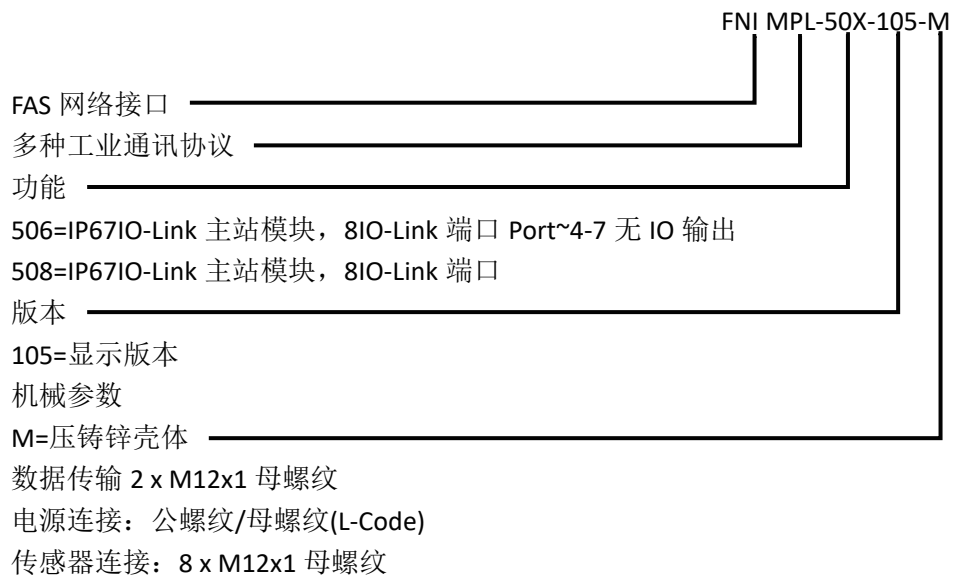 FNI MPL-50X-105-M
FAS 网络接口
多种工业通讯协议
功能
506=IP67IO-Link 主站模块，8IO-Link 端口 Port~4-7 无 IO 输出
508=IP67IO-Link 主站模块，8IO-Link 端口
版本
105=显示版本
机械参数
M=压铸锌壳体
数据传输 2 x M12x1 母螺纹
电源连接：公螺纹/母螺纹(L-Code)
传感器连接：8 x M12x1 母螺纹